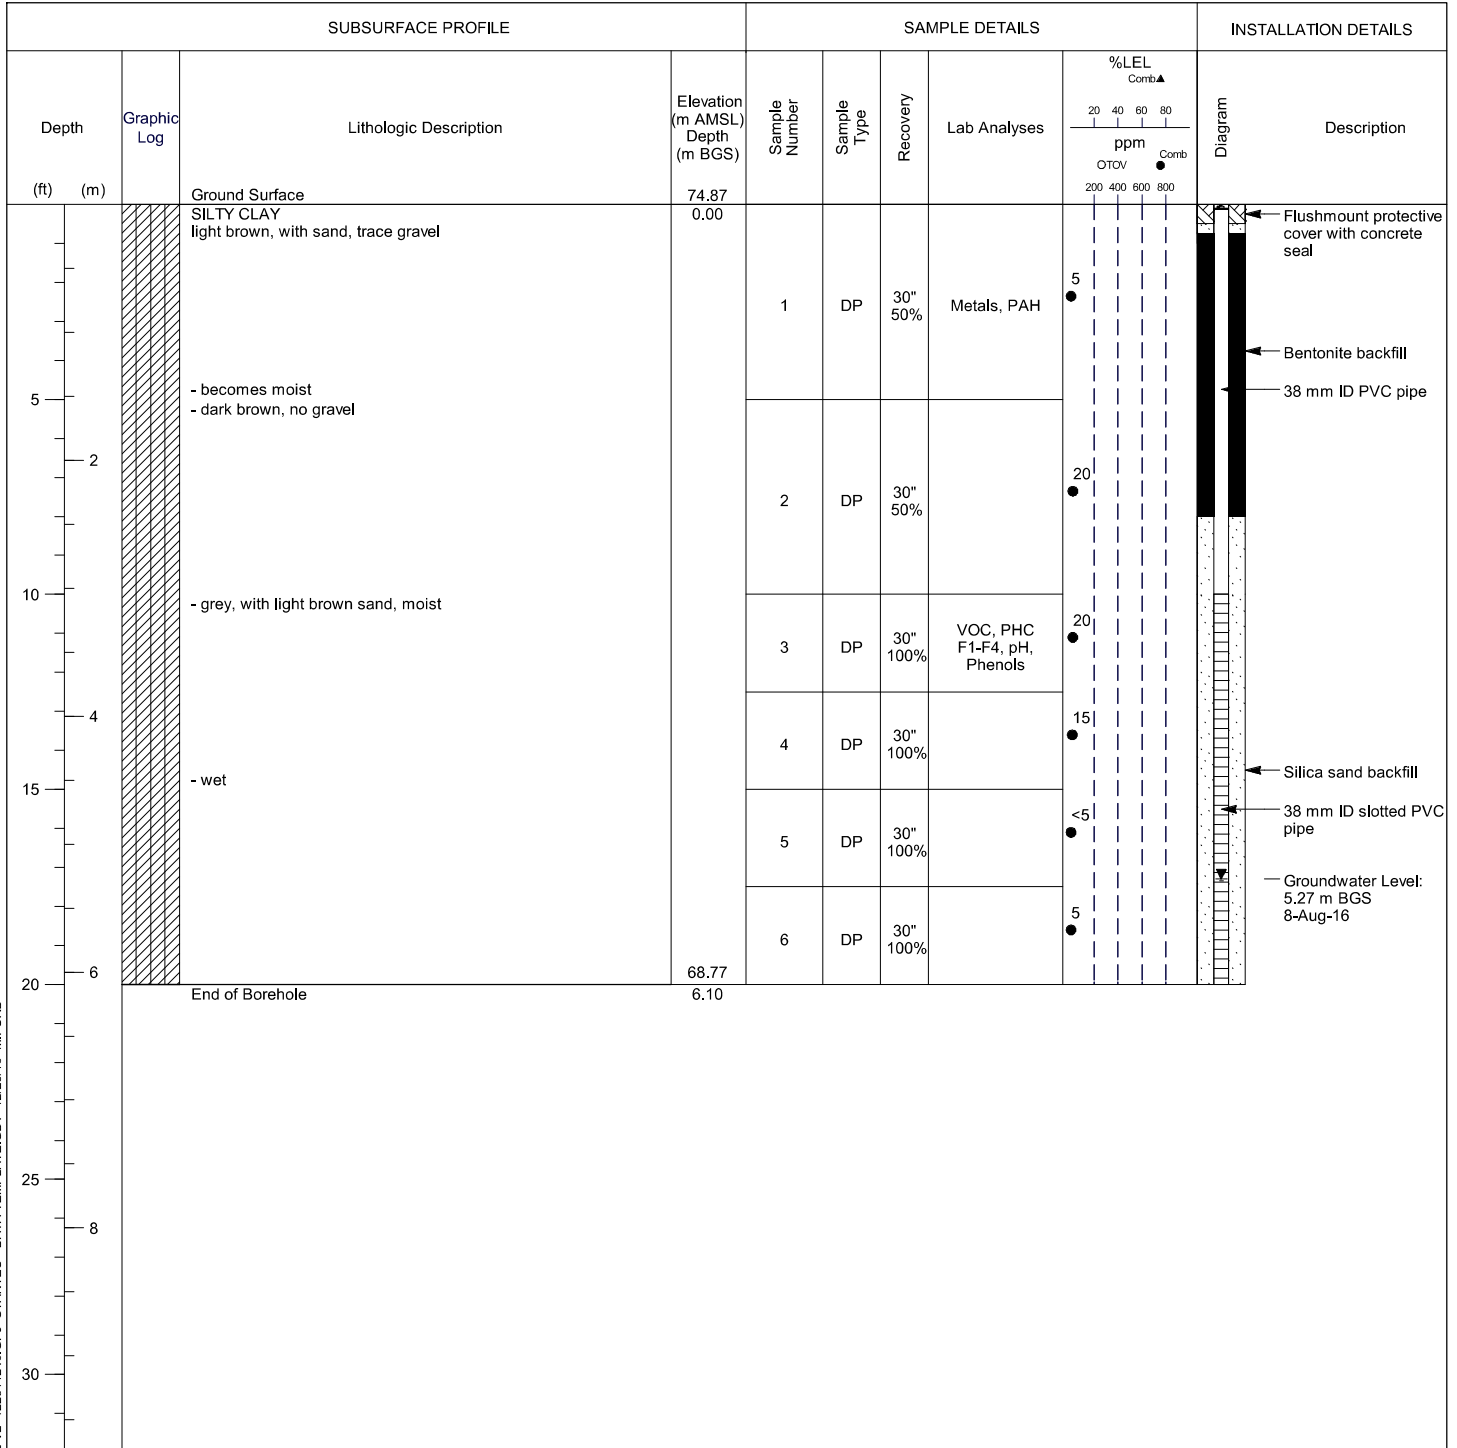 SUBSURFACE PROFILE
SAMPLE DETAILS
INSTALLATION DETAILS
Depth
(ft) (m)
Graphic
Log
Lithologic Description
Elevation
(m AMSL)
Depth
(m BGS)
Sample
Number
Sample
Type
Recovery
Lab Analyses
%LEL
Comb▲
20 40 60 80
ppm
OTOV ● Comb
200 400 600 800
Diagram
Description
Ground Surface 74.87
SILTY CLAY 0.00
light brown, with sand, trace gravel
- becomes moist
- dark brown, no gravel
- grey, with light brown sand, moist
- wet
68.77
End of Borehole 6.10
5
10
15
20
25
30
2
4
6
8
1 DP 30" Metals, PAH 5
50%
2 DP 30" 20
50%
3 DP 30" 20
100%
VOC, PHC
F1-F4, pH,
Phenols
4 DP 30" 15
100%
5 DP 30" <5
100%
6 DP 30" 5
100%
Flushmount protective
cover with concrete
seal
Bentonite backfill
38 mm ID PVC pipe
Silica sand backfill
38 mm ID slotted PVC
pipe
Groundwater Level:
5.27 m BGS
8-Aug-16